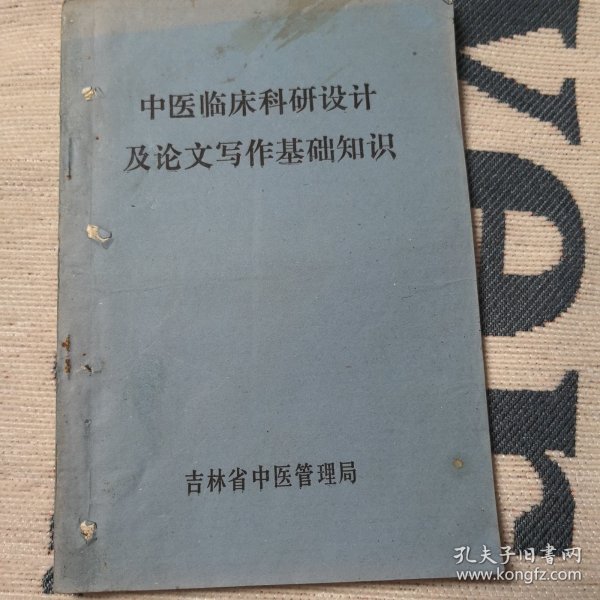 中医临床科研设计
及论文写作基础知识
吉林省中医管理局
ver
孔夫子旧书网
www.kongfz.com